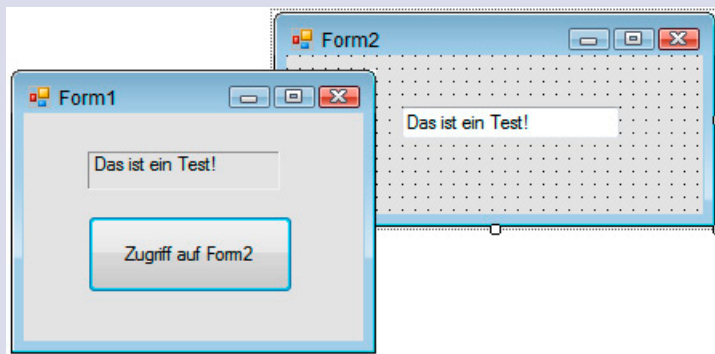 Form2
Das ist ein Test!
Form1
Das ist ein Test!
Zugriff auf Form2